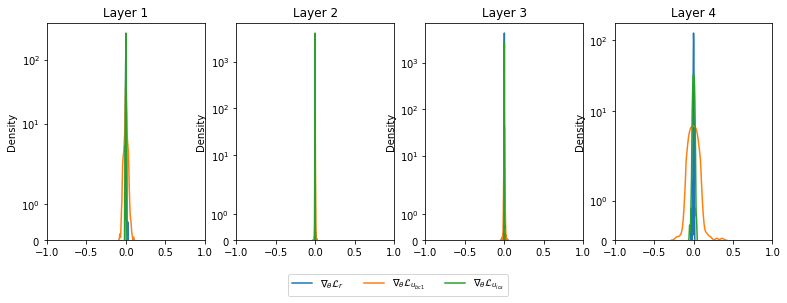 Layer 1 Layer 2 Layer 3 Layer 4
Density Density Density Density
10² 10³ 10³ 10²
10² 10²
10¹ 10¹ 10¹ 10¹
10⁰ 10⁰ 10⁰ 10⁰
0 0 0 0
−1.0 −0.5 0.0 0.5 1.0 −1.0 −0.5 0.0 0.5 1.0 −1.0 −0.5 0.0 0.5 1.0 −1.0 −0.5 0.0 0.5 1.0
∇θℒr ∇θℒu_bc1 ∇θℒu_ics